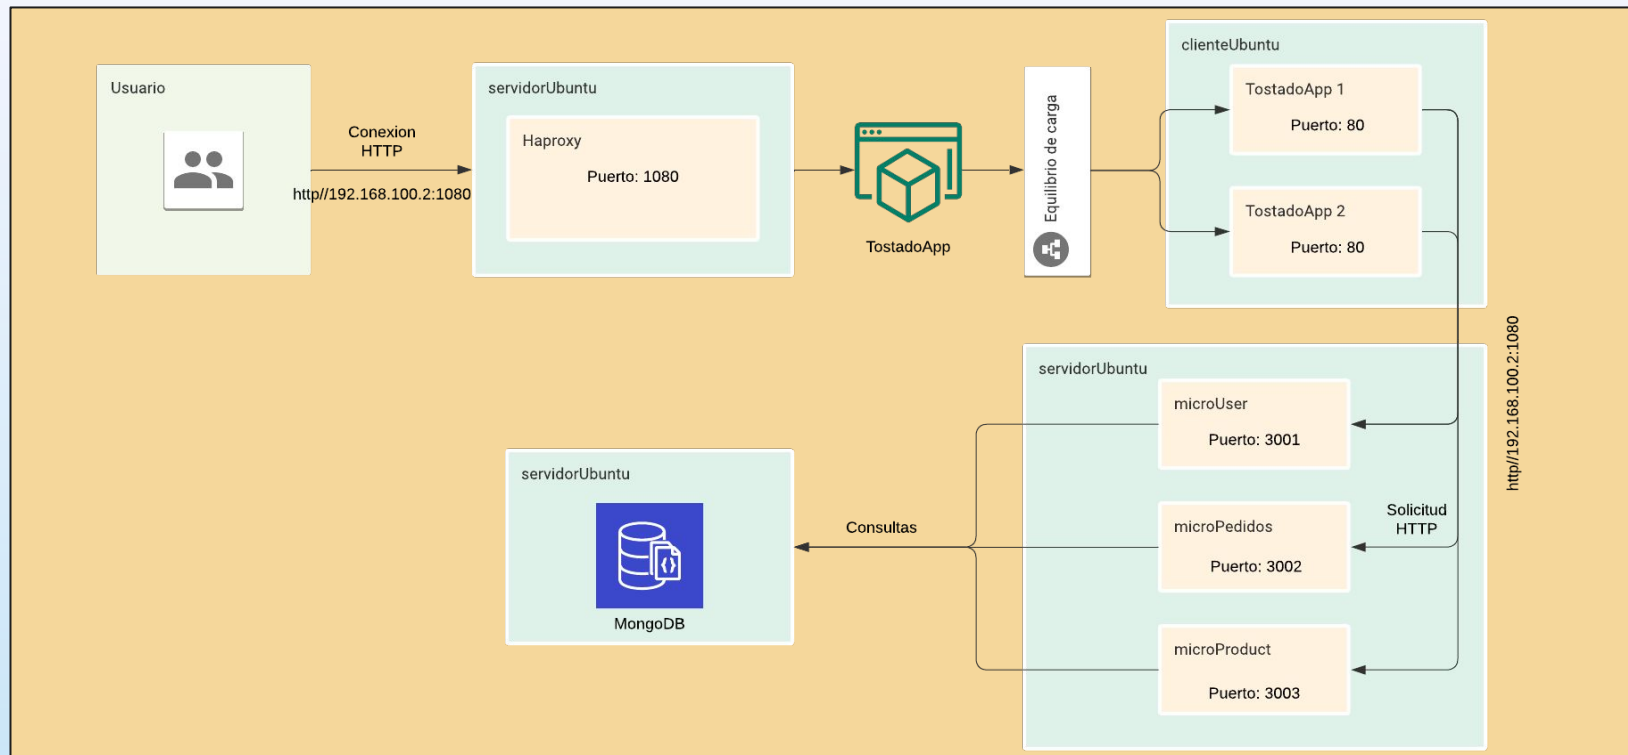 Usuario
Conexion
HTTP
http//192.168.100.2:1080
servidorUbuntu
Haproxy
Puerto: 1080
TostadoApp
Equilibrio de carga
clienteUbuntu
TostadoApp 1
Puerto: 80
TostadoApp 2
Puerto: 80
http//192.168.100.2:1080
servidorUbuntu
microUser
Puerto: 3001
Solicitud
HTTP
microPedidos
Puerto: 3002
microProduct
Puerto: 3003
Consultas
servidorUbuntu
MongoDB